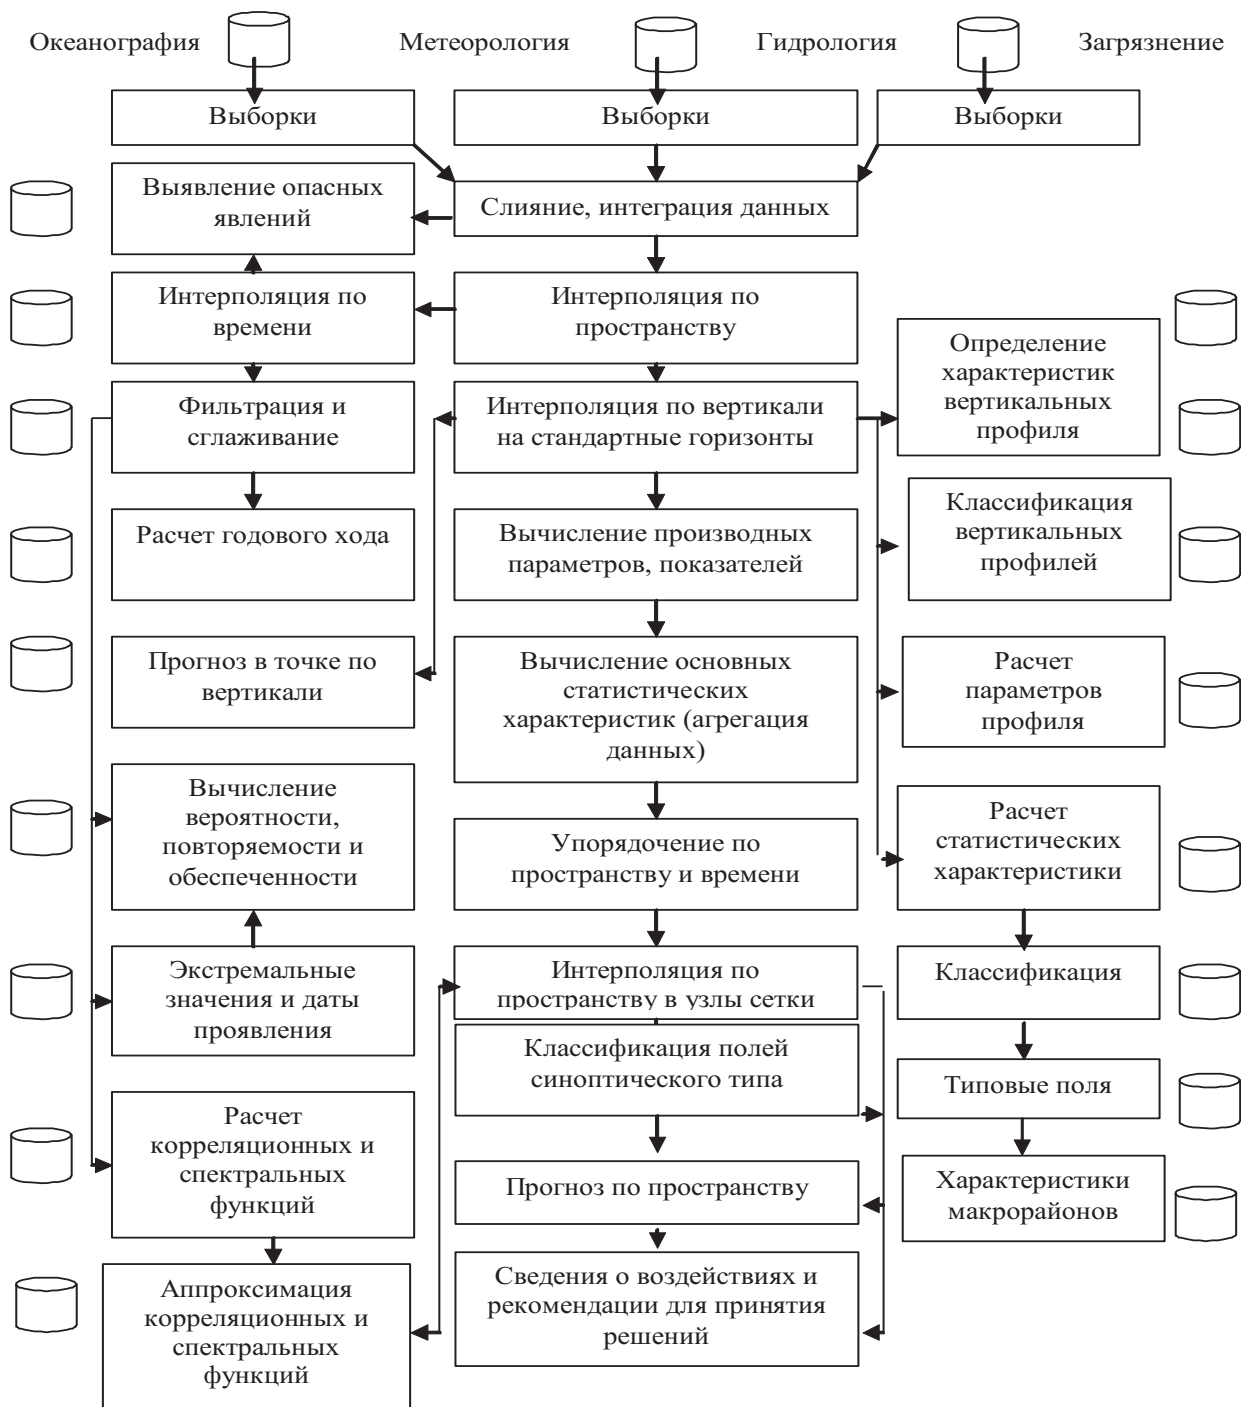 Океанография
Метеорология
Гидрология
Загрязнение
Выборки
Выборки
Выборки
Выявление опасных
явлений
Слияние, интеграция данных
Интерполяция по
времени
Интерполяция по
пространству
Определение
характеристик
вертикальных
профиля
Фильтрация и
сглаживание
Интерполяция по вертикали
на стандартные горизонты
Классификация
вертикальных
профилей
Расчет годового хода
Вычисление производных
параметров, показателей
Прогноз в точке по
вертикали
Вычисление основных
статистических
характеристик (агрегация
данных)
Расчет
параметров
профиля
Вычисление
вероятности,
повторяемости и
обеспеченности
Упорядочение по
пространству и времени
Расчет
статистических
характеристики
Экстремальные
значения и даты
проявления
Интерполяция по
пространству в узлы сетки
Классификация
Классификация полей
синоптического типа
Типовые поля
Расчет
корреляционных и
спектральных
функций
Прогноз по пространству
Характеристики
макрорайонов
Аппроксимация
корреляционных и
спектральных
функций
Сведения о воздействиях и
рекомендации для принятия
решений